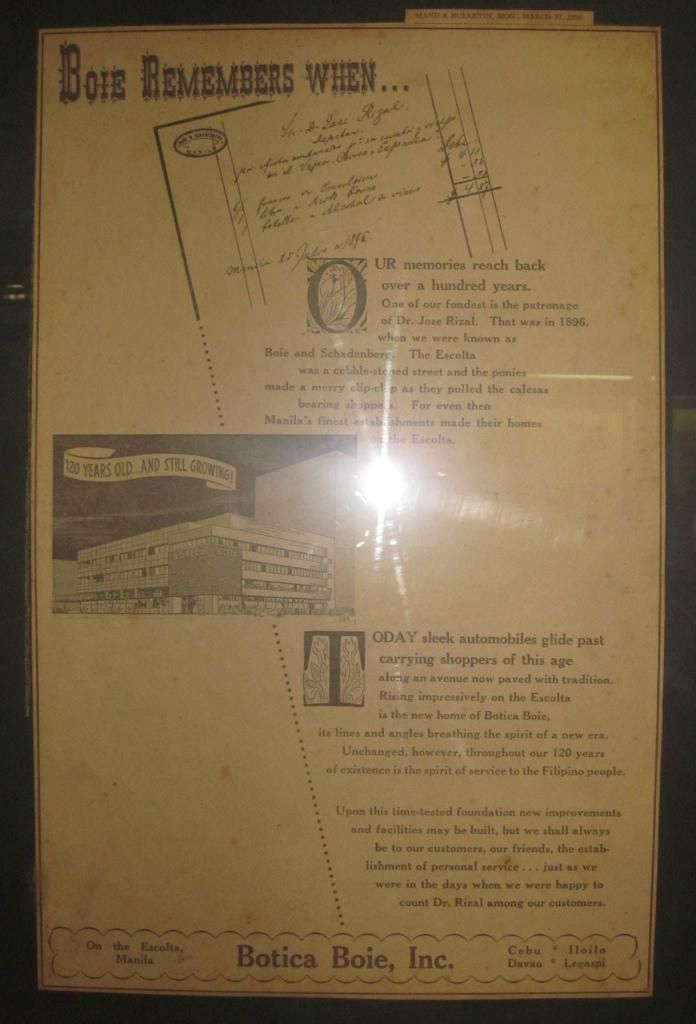 MANILA BULLETIN, MON., MARCH 27, 1950
BOIE REMEMBERS WHEN...
MANILA
Sr. D. Jose Rizal
Manila 25 Julio 1896.
OUR memories reach back
over a hundred years.
One of our fondest is the patronage
of Dr. Jose Rizal. That was in 1896,
when we were known as
Boie and Schadenberg. The Escolta
was a cobble-stoned street and the ponies
made a merry clip-clop as they pulled the calesas
bearing shoppers. For even then
Manila's finest establishments made their homes
on the Escolta.
120 YEARS OLD... AND STILL GROWING!
BOTICA BOIE
TODAY sleek automobiles glide past
carrying shoppers of this age
along an avenue now paved with tradition.
Rising impressively on the Escolta
is the new home of Botica Boie,
its lines and angles breathing the spirit of a new era.
Unchanged, however, throughout our 120 years
of existence is the spirit of service to the Filipino people.
Upon this time-tested foundation new improvements
and facilities may be built, but we shall always
be to our customers, our friends, the estab-
lishment of personal service . . . just as we
were in the days when we were happy to
count Dr. Rizal among our customers.
On the Escolta,
Manila
Botica Boie, Inc.
Cebu * Iloilo
Davao * Legaspi